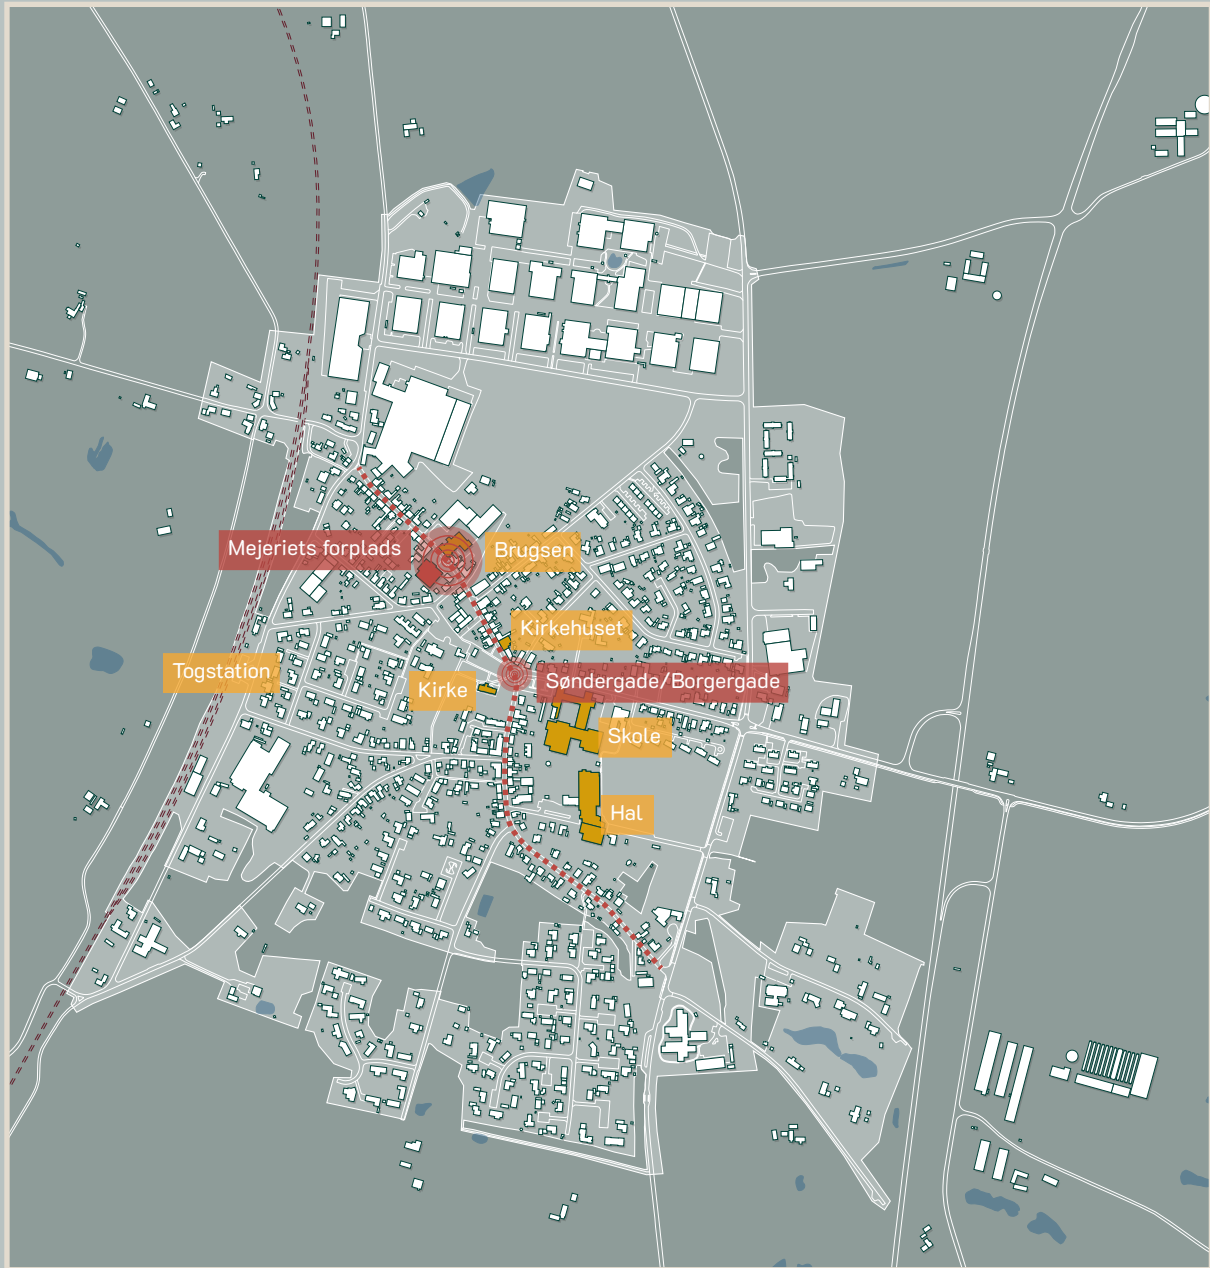 Mejeriets forplads
Brugsen
Kirkehuset
Togstation
Kirke
Søndergade/Borgergade
Skole
Hal